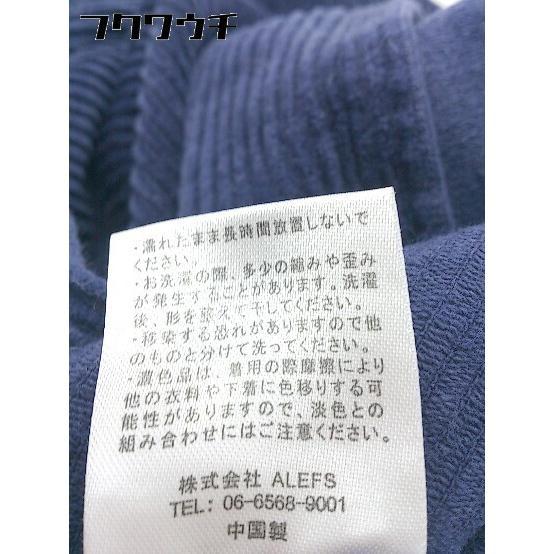 フクワウチ
・濡れたまま長時間放置しないで
ください。
・お洗濯の際、多少の縮みや歪み
が発生することがあります。洗濯
後、形を整えて干してください。
・移染する恐れがありますので他
のものと分けて洗ってください。
・濃色品は、着用の際摩擦により
他の衣料や下着に色移りする可
能性がありますので、淡色との
組み合わせにはご注意ください。
株式会社 ALEFS
TEL: 06-6568-9001
中国製